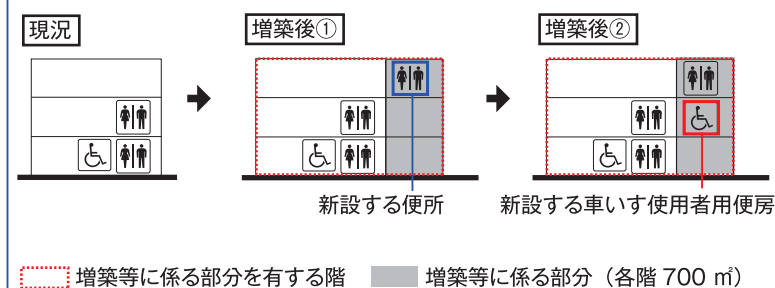 現況
増築後①
増築後②
新設する便所
新設する車いす使用者用便房
増築等に係る部分を有する階
増築等に係る部分(各階 700 ㎡)